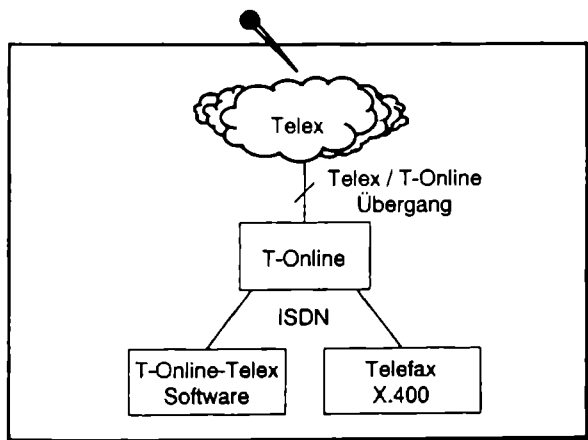 Telex
Telex / T-Online
Übergang
T-Online
ISDN
T-Online-Telex
Software
Telefax
X.400